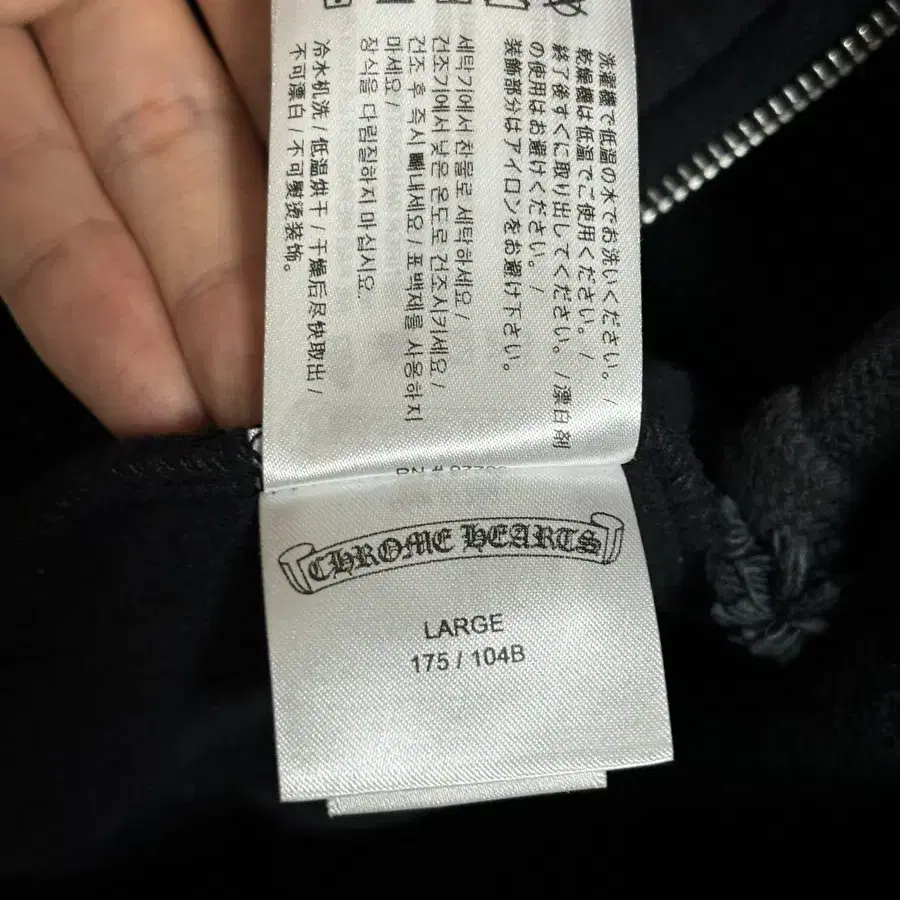 洗濯機で低温の水でお洗いください。/
乾燥機は低温でご使用ください。/
終了後すぐに取り出してください。/漂白剤
の使用はお避けください。/
装飾部分はアイロンをお避け下さい。
세탁기에서 찬물로 세탁하세요 /
건조기에서 낮은 온도로 건조시키세요 /
건조 후 즉시 빼내세요 / 표백제를 사용하지
마세요 /
장식을 다림질하지 마십시요.
冷水机洗 / 低温烘干 / 干燥后尽快取出 /
不可漂白 / 不可熨烫装饰。
RN #
CHROME HEARTS
LARGE
175 / 104B